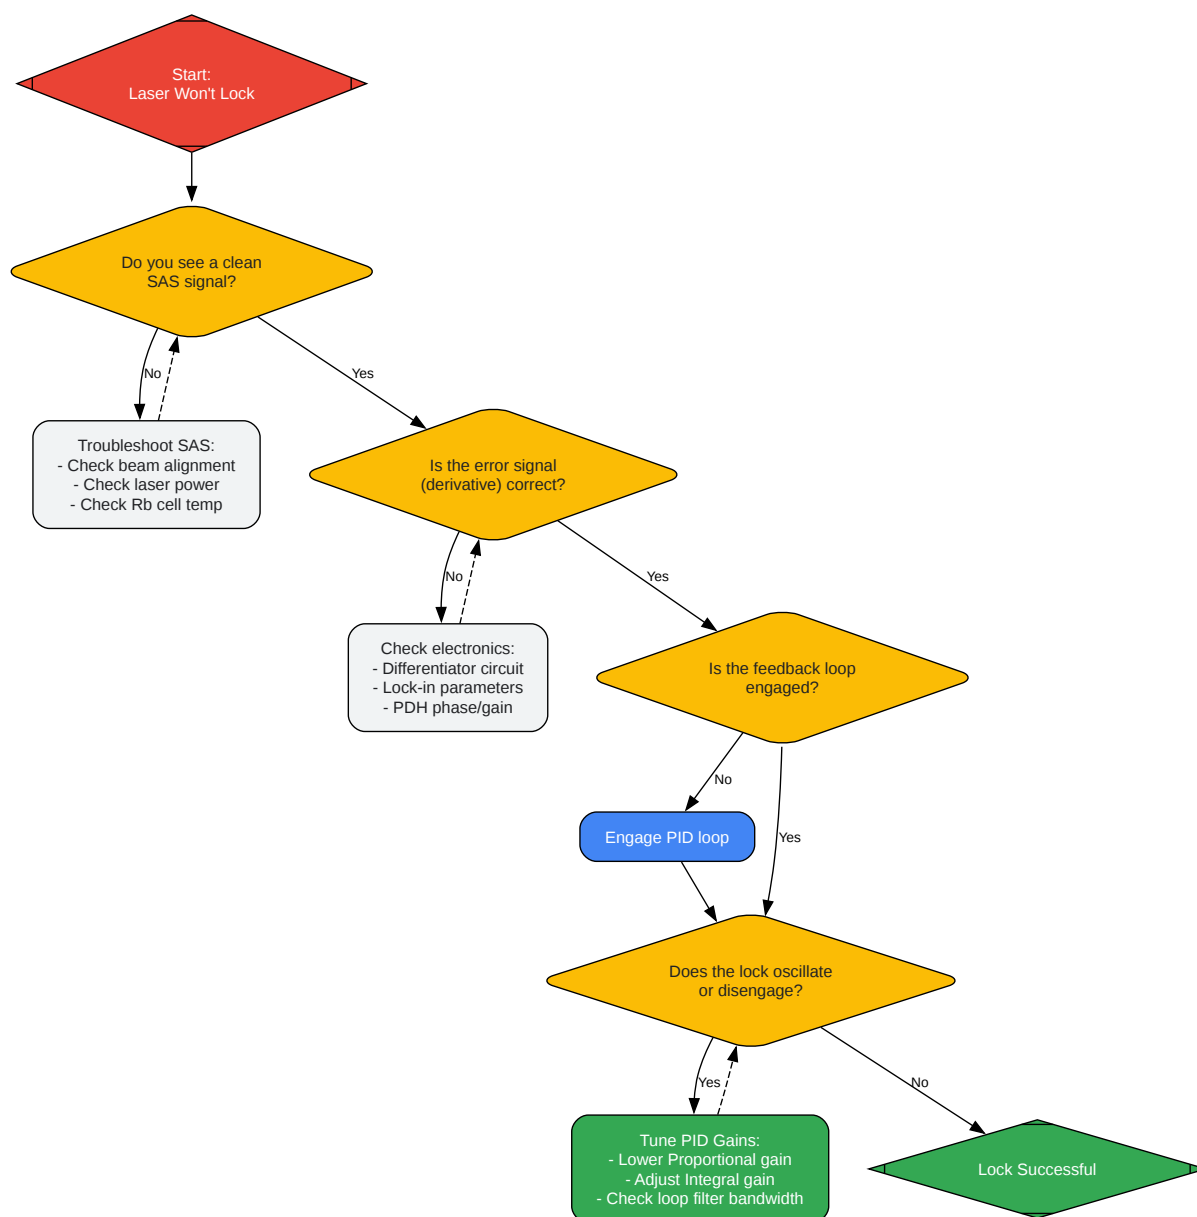 Start:
Laser Won't Lock
Do you see a clean
SAS signal?
No
Yes
Troubleshoot SAS:
- Check beam alignment
- Check laser power
- Check Rb cell temp
Is the error signal
(derivative) correct?
No
Yes
Check electronics:
- Differentiator circuit
- Lock-in parameters
- PDH phase/gain
Is the feedback loop
engaged?
No
Yes
Engage PID loop
Does the lock oscillate
or disengage?
Yes
No
Tune PID Gains:
- Lower Proportional gain
- Adjust Integral gain
- Check loop filter bandwidth
Lock Successful